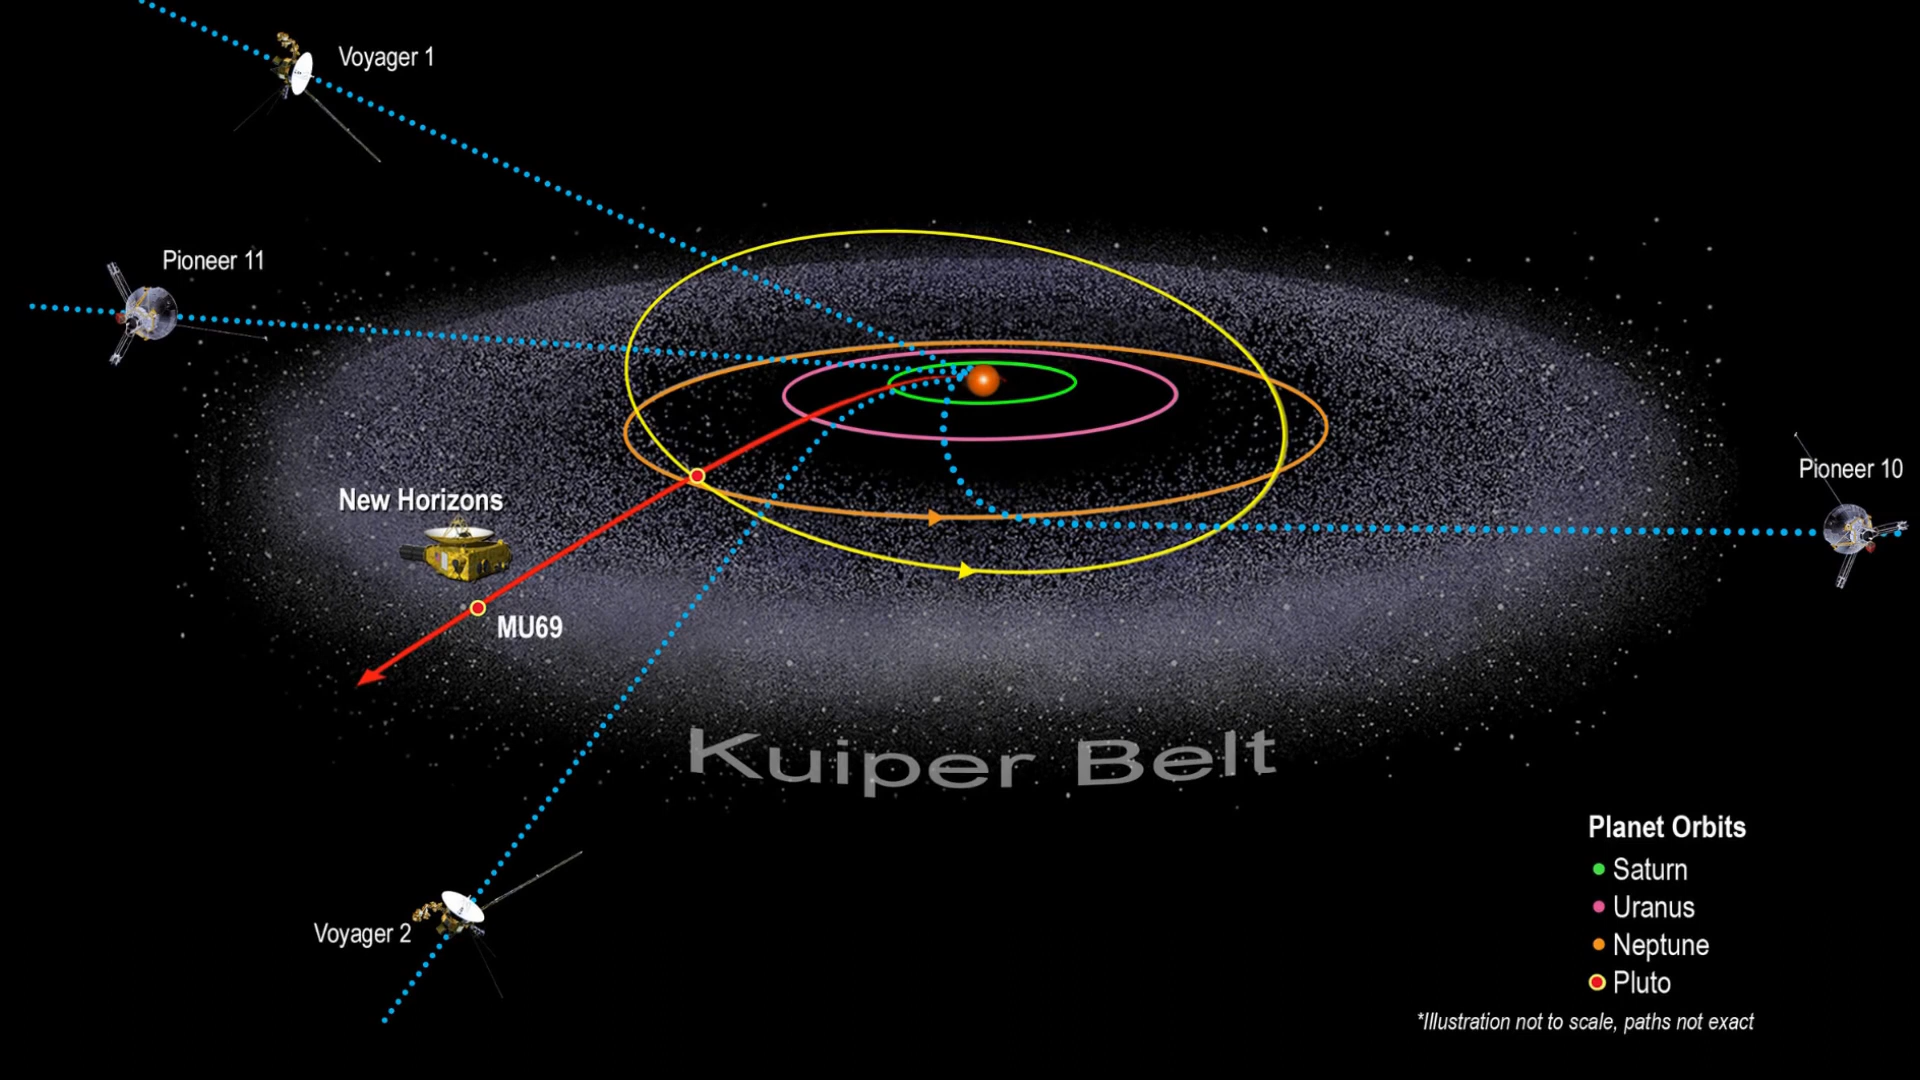 Voyager 1
Pioneer 11
Pioneer 10
New Horizons
MU69
Kuiper Belt
Voyager 2
Planet Orbits
Saturn
Uranus
Neptune
Pluto
*Illustration not to scale, paths not exact